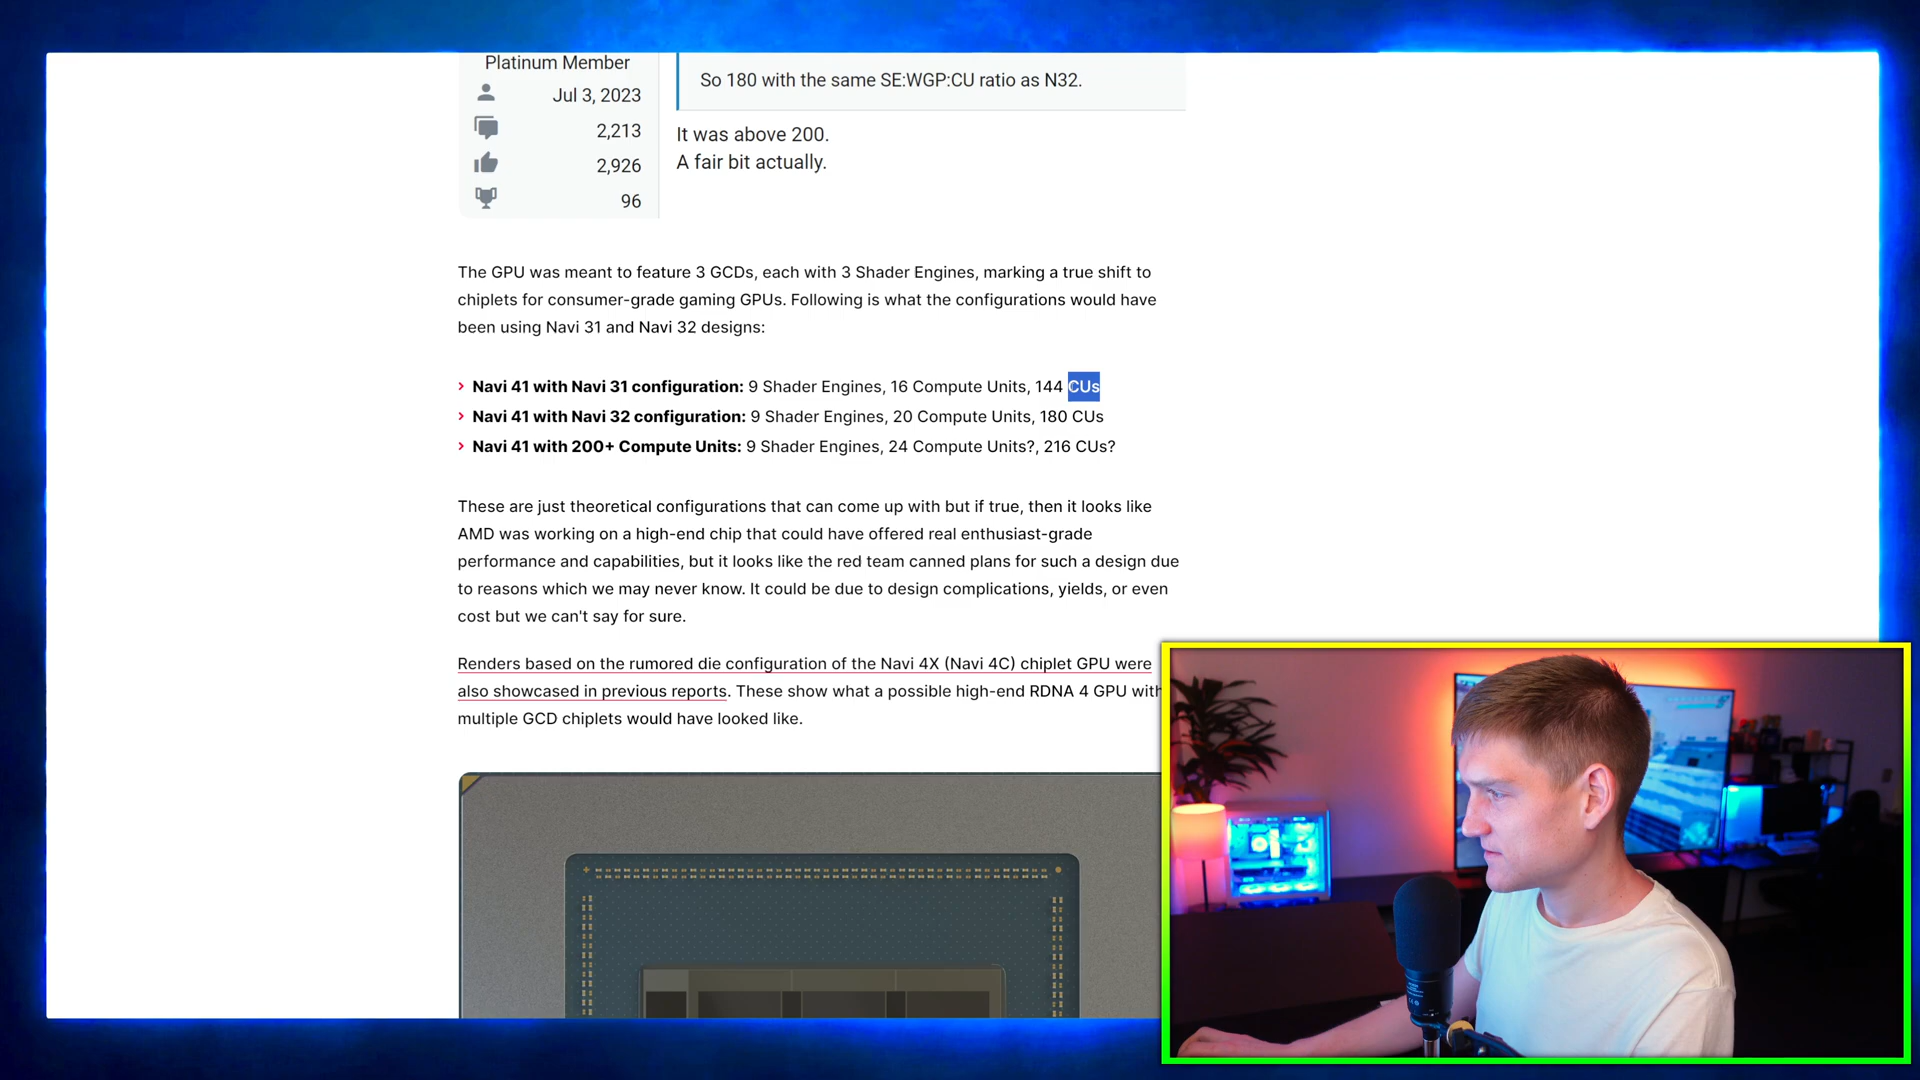 Platinum Member
Jul 3, 2023
2,213
2,926
96
So 180 with the same SE:WGP:CU ratio as N32.
It was above 200.
A fair bit actually.
The GPU was meant to feature 3 GCDs, each with 3 Shader Engines, marking a true shift to
chiplets for consumer-grade gaming GPUs. Following is what the configurations would have
been using Navi 31 and Navi 32 designs:
Navi 41 with Navi 31 configuration: 9 Shader Engines, 16 Compute Units, 144 CUs
Navi 41 with Navi 32 configuration: 9 Shader Engines, 20 Compute Units, 180 CUs
Navi 41 with 200+ Compute Units: 9 Shader Engines, 24 Compute Units?, 216 CUs?
These are just theoretical configurations that can come up with but if true, then it looks like
AMD was working on a high-end chip that could have offered real enthusiast-grade
performance and capabilities, but it looks like the red team canned plans for such a design due
to reasons which we may never know. It could be due to design complications, yields, or even
cost but we can't say for sure.
Renders based on the rumored die configuration of the Navi 4X (Navi 4C) chiplet GPU were
also showcased in previous reports. These show what a possible high-end RDNA 4 GPU with
multiple GCD chiplets would have looked like.